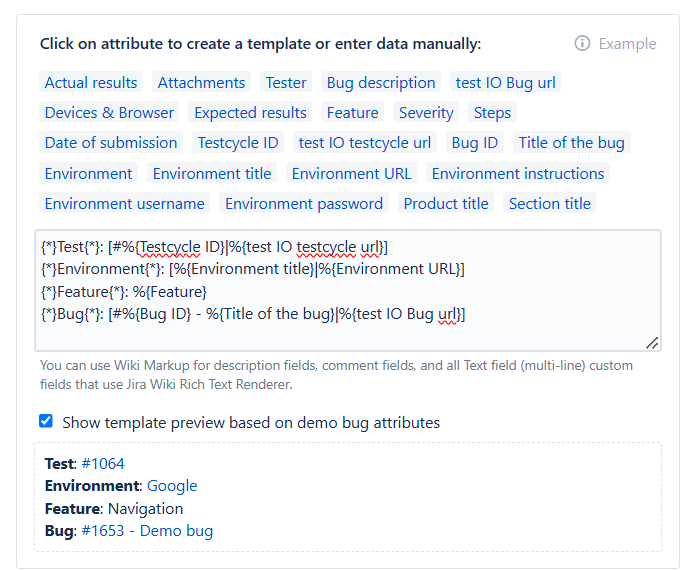 Click on attribute to create a template or enter data manually: Example
Actual results Attachments Tester Bug description test IO Bug url
Devices & Browser Expected results Feature Severity Steps
Date of submission Testcycle ID test IO testcycle url Bug ID Title of the bug
Environment Environment title Environment URL Environment instructions
Environment username Environment password Product title Section title
{*}Test{*}: [#%{Testcycle ID}|%{test IO testcycle url}]
{*}Environment{*}: [%{Environment title}|%{Environment URL}]
{*}Feature{*}: %{Feature}
{*}Bug{*}: [#%{Bug ID} - %{Title of the bug}|%{test IO Bug url}]
You can use Wiki Markup for description fields, comment fields, and all Text field (multi-line) custom
fields that use Jira Wiki Rich Text Renderer.
Show template preview based on demo bug attributes
Test: #1064
Environment: Google
Feature: Navigation
Bug: #1653 - Demo bug